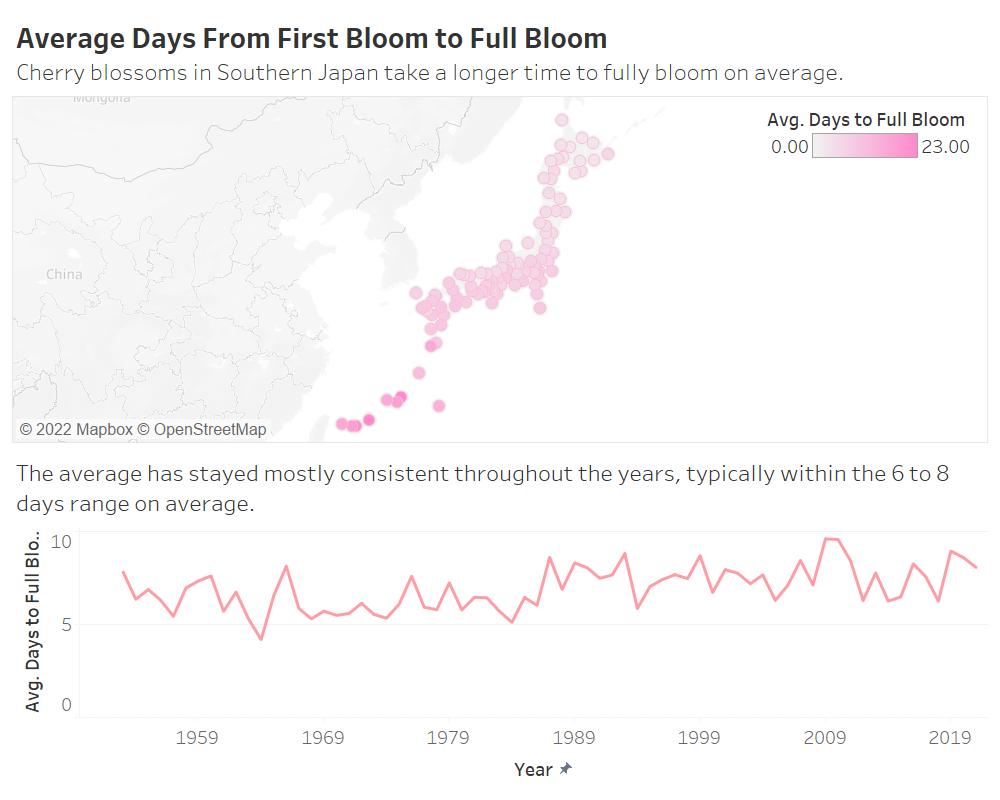 Average Days From First Bloom to Full Bloom
Cherry blossoms in Southern Japan take a longer time to fully bloom on average.
Mongolia
Avg. Days to Full Bloom
0.00 23.00
China
© 2022 Mapbox © OpenStreetMap
The average has stayed mostly consistent throughout the years, typically within the 6 to 8
days range on average.
Avg. Days to Full Blo..
10
5
0
1959 1969 1979 1989 1999 2009 2019
Year